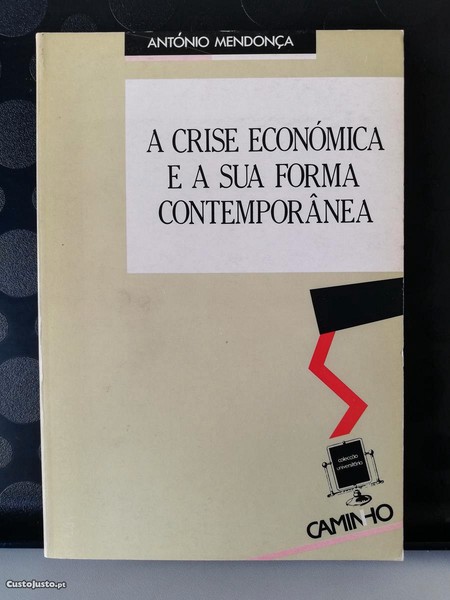 ANTÓNIO MENDONÇA
A CRISE ECONÓMICA
E A SUA FORMA
CONTEMPORÂNEA
colecção
universitária
CAMINHO
Custojusto.pt